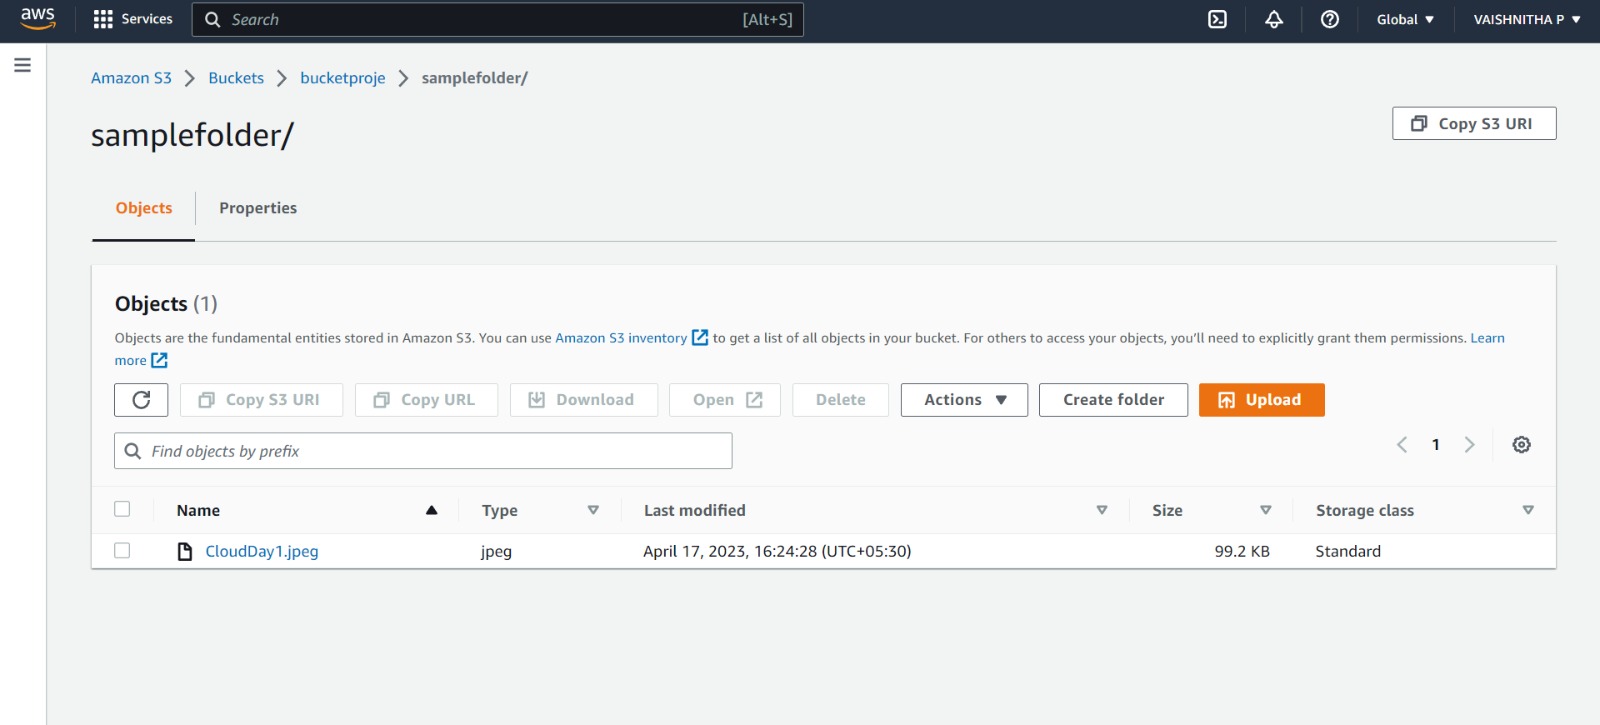 aws Services Search [Alt+S] Global VAISHNITHA P
Amazon S3 Buckets bucketproje samplefolder/
samplefolder/
Copy S3 URI
Objects Properties
Objects (1)
Objects are the fundamental entities stored in Amazon S3. You can use Amazon S3 inventory to get a list of all objects in your bucket. For others to access your objects, you'll need to explicitly grant them permissions. Learn
more
Copy S3 URI Copy URL Download Open Delete Actions Create folder Upload
Find objects by prefix 1
Name Type Last modified Size Storage class
CloudDay1.jpeg jpeg April 17, 2023, 16:24:28 (UTC+05:30) 99.2 KB Standard